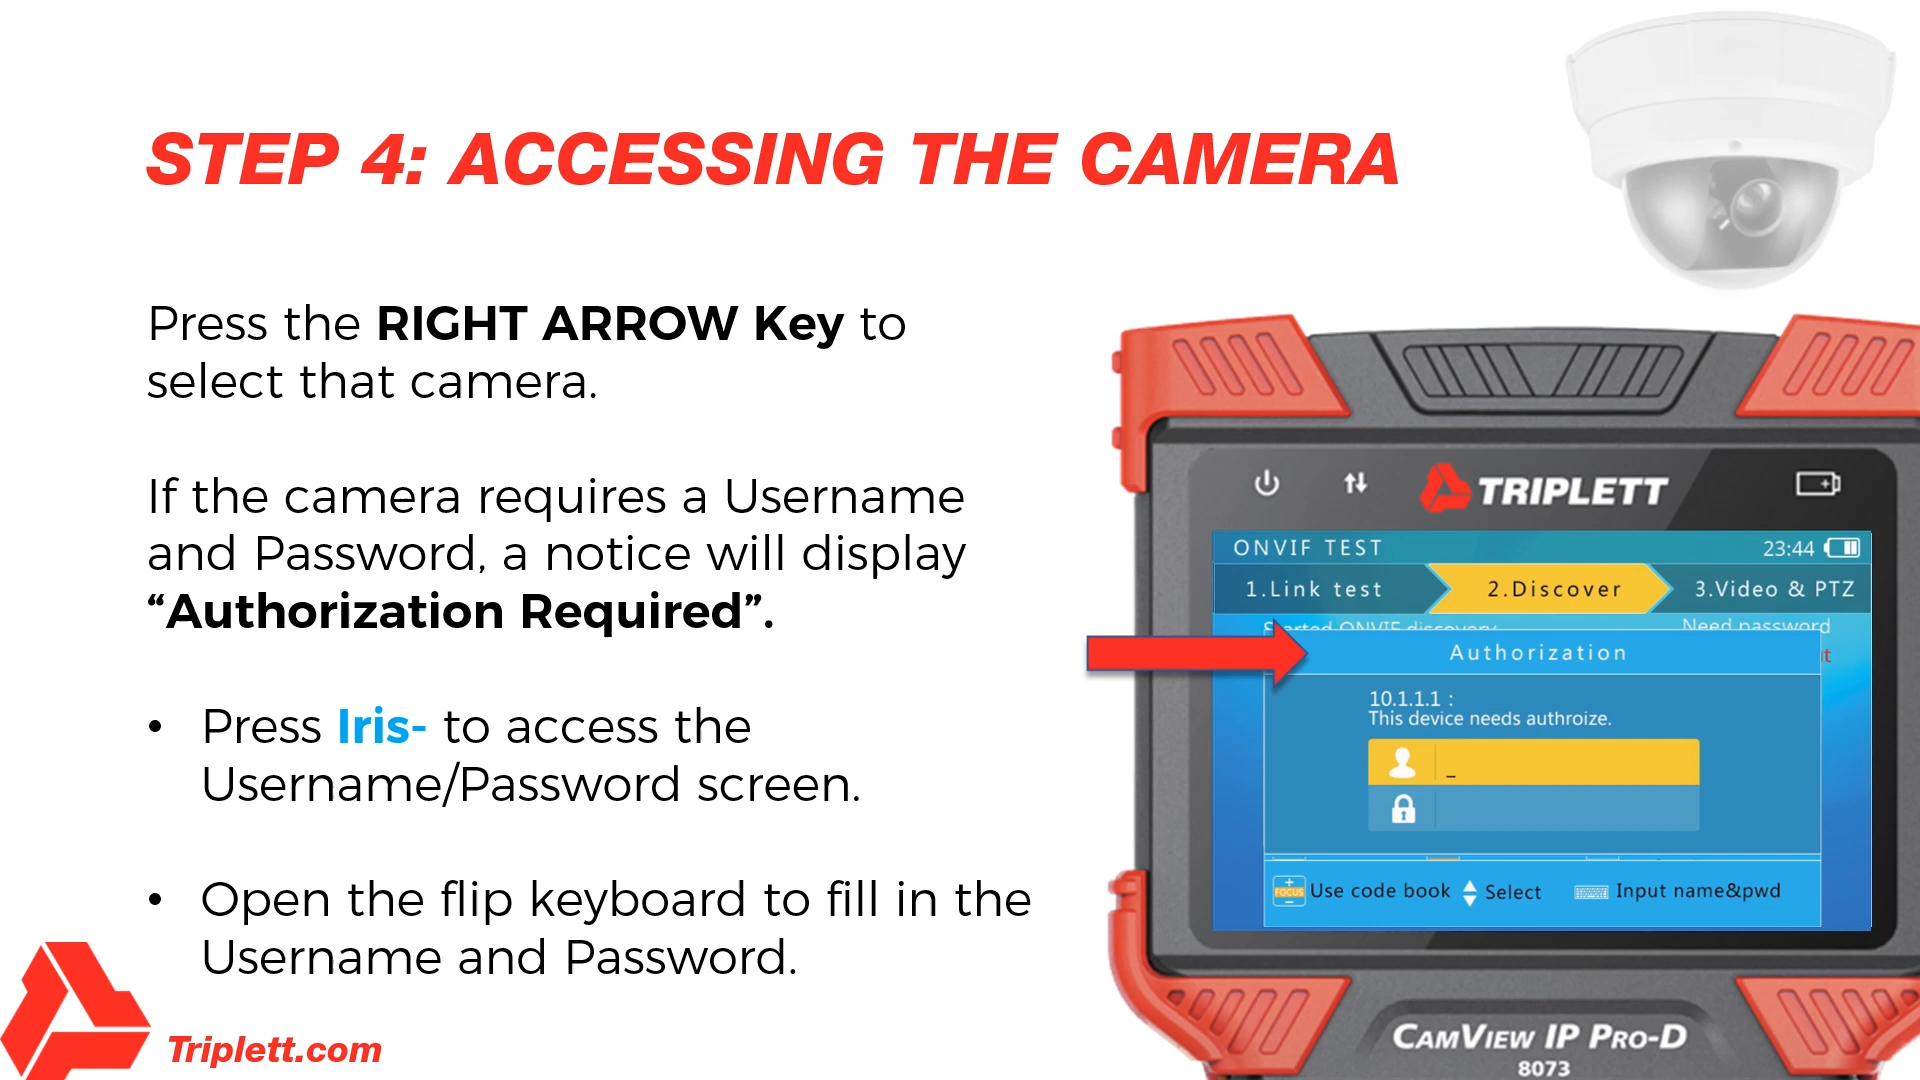 STEP 4: ACCESSING THE CAMERA
Press the RIGHT ARROW Key to
select that camera.
If the camera requires a Username
and Password, a notice will display
“Authorization Required”.
• Press Iris- to access the
Username/Password screen.
• Open the flip keyboard to fill in the
Username and Password.
Triplett.com
TRIPLETT
ONVIF TEST 23:44
1.Link test 2.Discover 3.Video & PTZ
Started ONVIF discovery Need password
Authorization
10.1.1.1 :
This device needs authroize.
_
FOCUS Use code book Select Input name&pwd
CAMVIEW IP PRO-D
8073